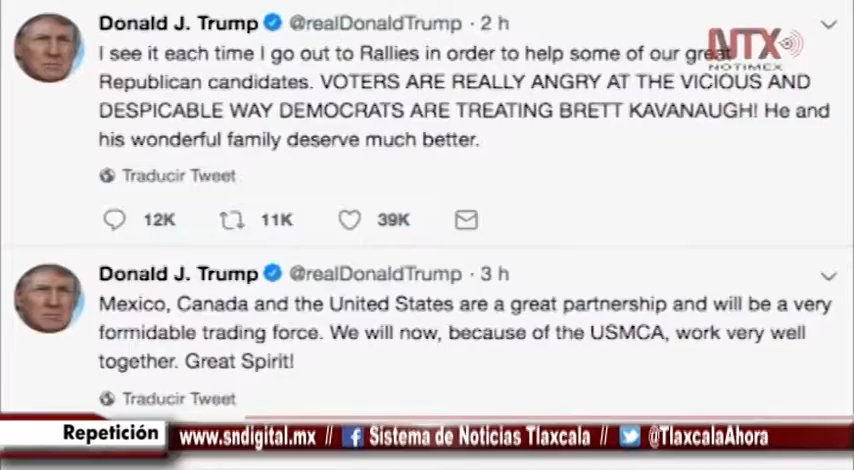 Donald J. Trump @realDonaldTrump · 2 h
I see it each time I go out to Rallies in order to help some of our great
Republican candidates. VOTERS ARE REALLY ANGRY AT THE VICIOUS AND
DESPICABLE WAY DEMOCRATS ARE TREATING BRETT KAVANAUGH! He and
his wonderful family deserve much better.
Traducir Tweet
12K 11K 39K
NTX
NOTIMEX
Donald J. Trump @realDonaldTrump · 3 h
Mexico, Canada and the United States are a great partnership and will be a very
formidable trading force. We will now, because of the USMCA, work very well
together. Great Spirit!
Traducir Tweet
Repetición www.sndigital.mx // Sistema de Noticias Tlaxcala // @TlaxcalaAhora